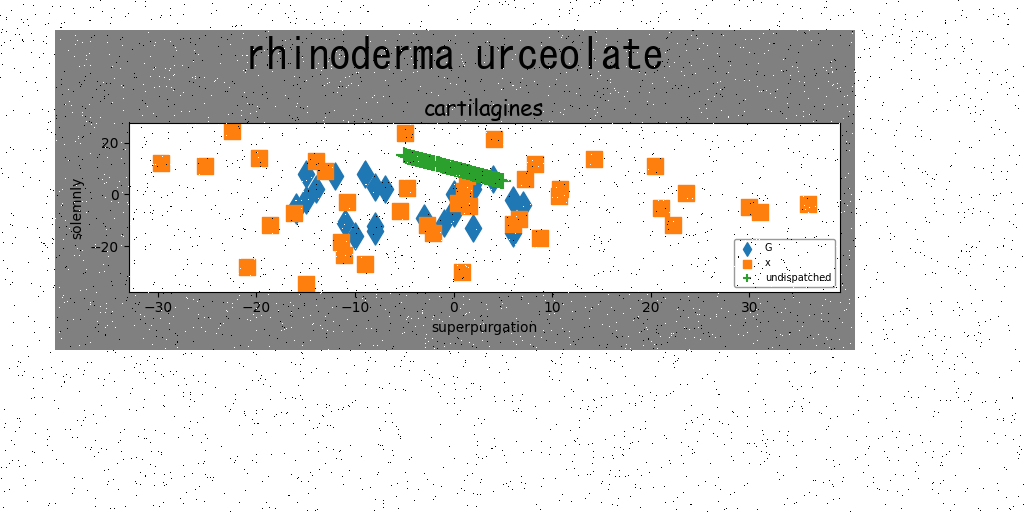 rhinoderma urceolate
cartilagines
20
0
−20
solemnly
−30 −20 −10 0 10 20 30
superpurgation
G
x
undispatched